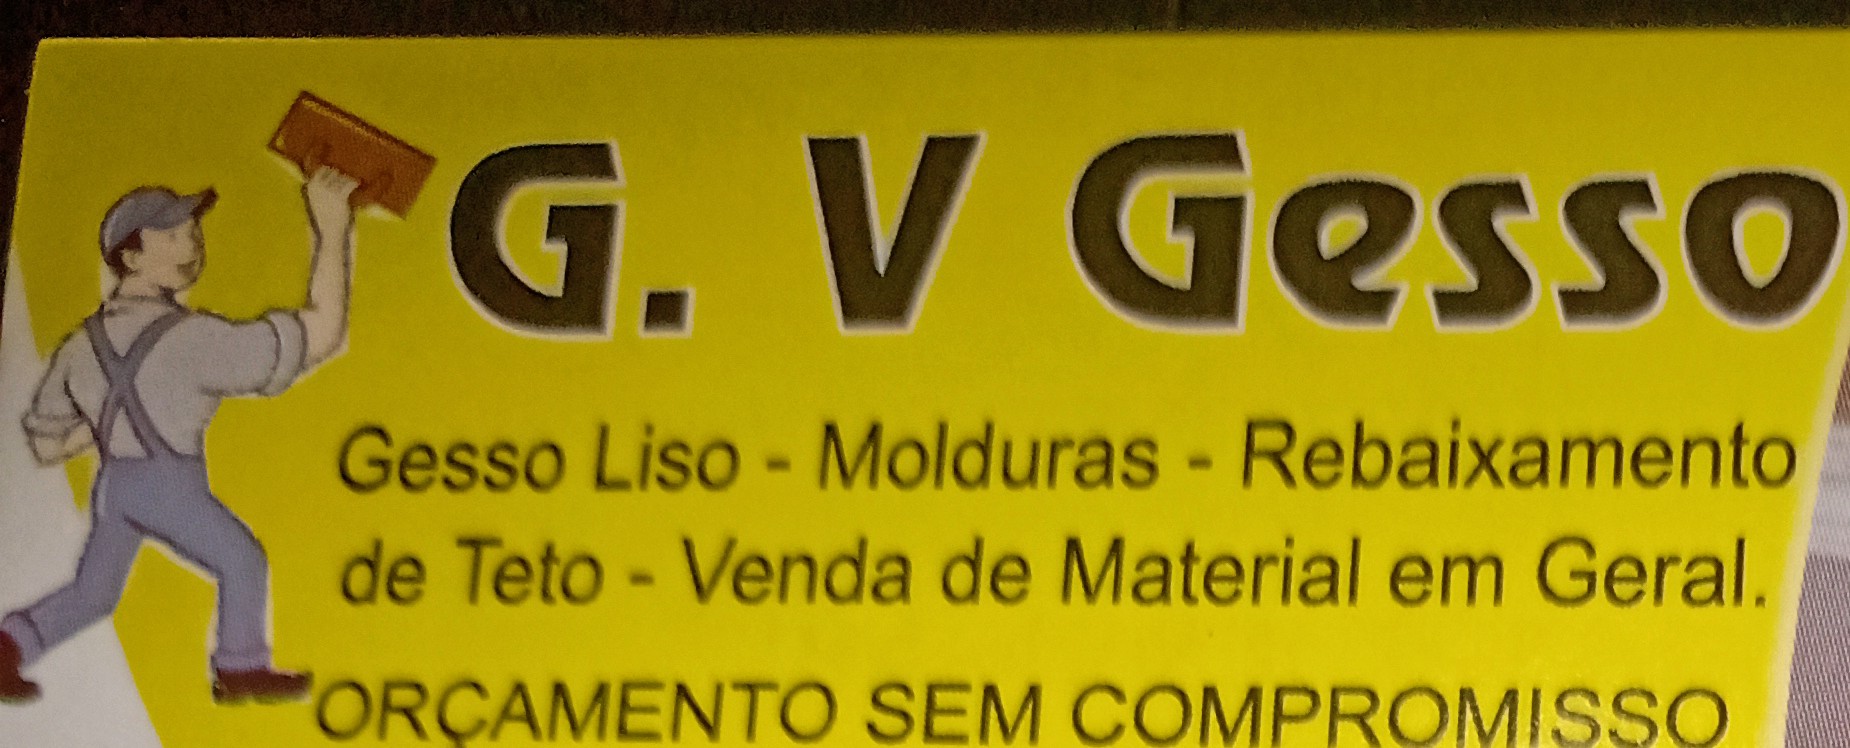 G. V Gesso
Gesso Liso - Molduras - Rebaixamento
de Teto - Venda de Material em Geral.
ORÇAMENTO SEM COMPROMISSO